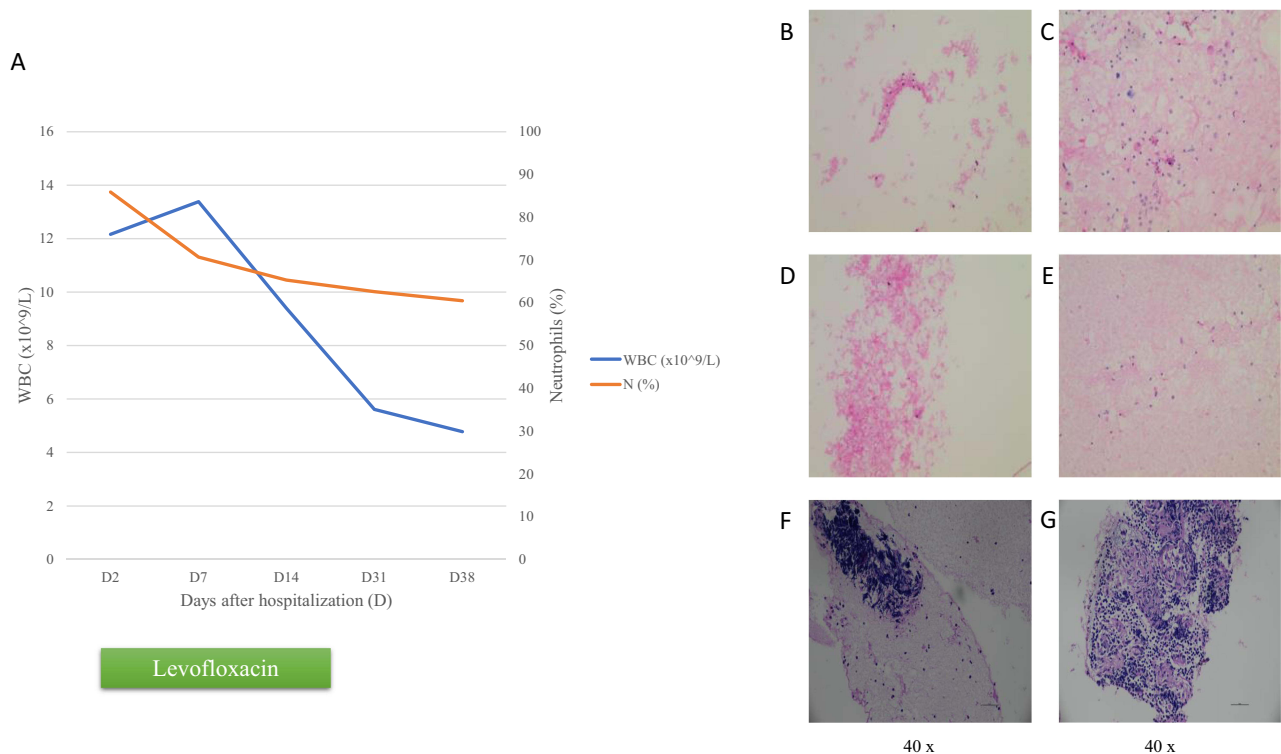 A
16
14
12
10
8
6
4
2
0
WBC (x10^9/L)
100
90
80
70
60
50
40
30
20
10
0
Neutrophils (%)
D2 D7 D14 D31 D38
Days after hospitalization (D)
WBC (x10^9/L)
N (%)
Levofloxacin
B
C
D
E
F
G
40 x
40 x